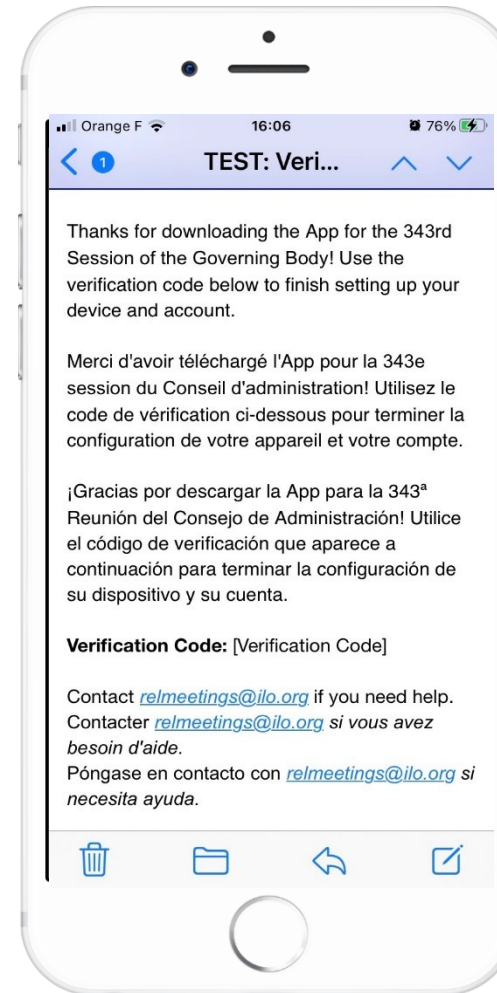 Orange F 16:06 76%
1 TEST: Veri...
Thanks for downloading the App for the 343rd
Session of the Governing Body! Use the
verification code below to finish setting up your
device and account.
Merci d'avoir téléchargé l'App pour la 343e
session du Conseil d'administration! Utilisez le
code de vérification ci-dessous pour terminer la
configuration de votre appareil et votre compte.
¡Gracias por descargar la App para la 343ª
Reunión del Consejo de Administración! Utilice
el código de verificación que aparece a
continuación para terminar la configuración de
su dispositivo y su cuenta.
Verification Code: [Verification Code]
Contact relmeetings@ilo.org if you need help.
Contacter relmeetings@ilo.org si vous avez
besoin d'aide.
Póngase en contacto con relmeetings@ilo.org si
necesita ayuda.